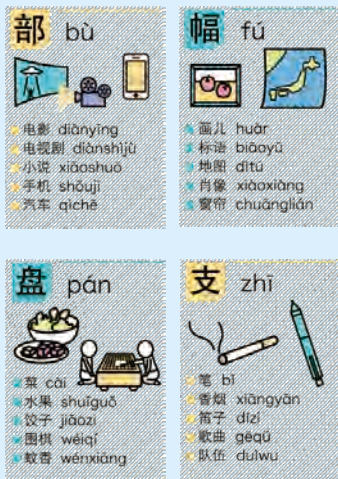 部 bù
电影 diànyǐng
电视剧 diànshìjù
小说 xiǎoshuō
手机 shǒujī
汽车 qìchē
幅 fú
画儿 huàr
标语 biāoyǔ
地图 dìtú
肖像 xiàoxiàng
窗帘 chuānglián
盘 pán
菜 cài
水果 shuǐguǒ
饺子 jiǎozi
围棋 wéiqí
蚊香 wénxiāng
支 zhī
笔 bǐ
香烟 xiāngyān
笛子 dízi
歌曲 gēqǔ
队伍 duìwu